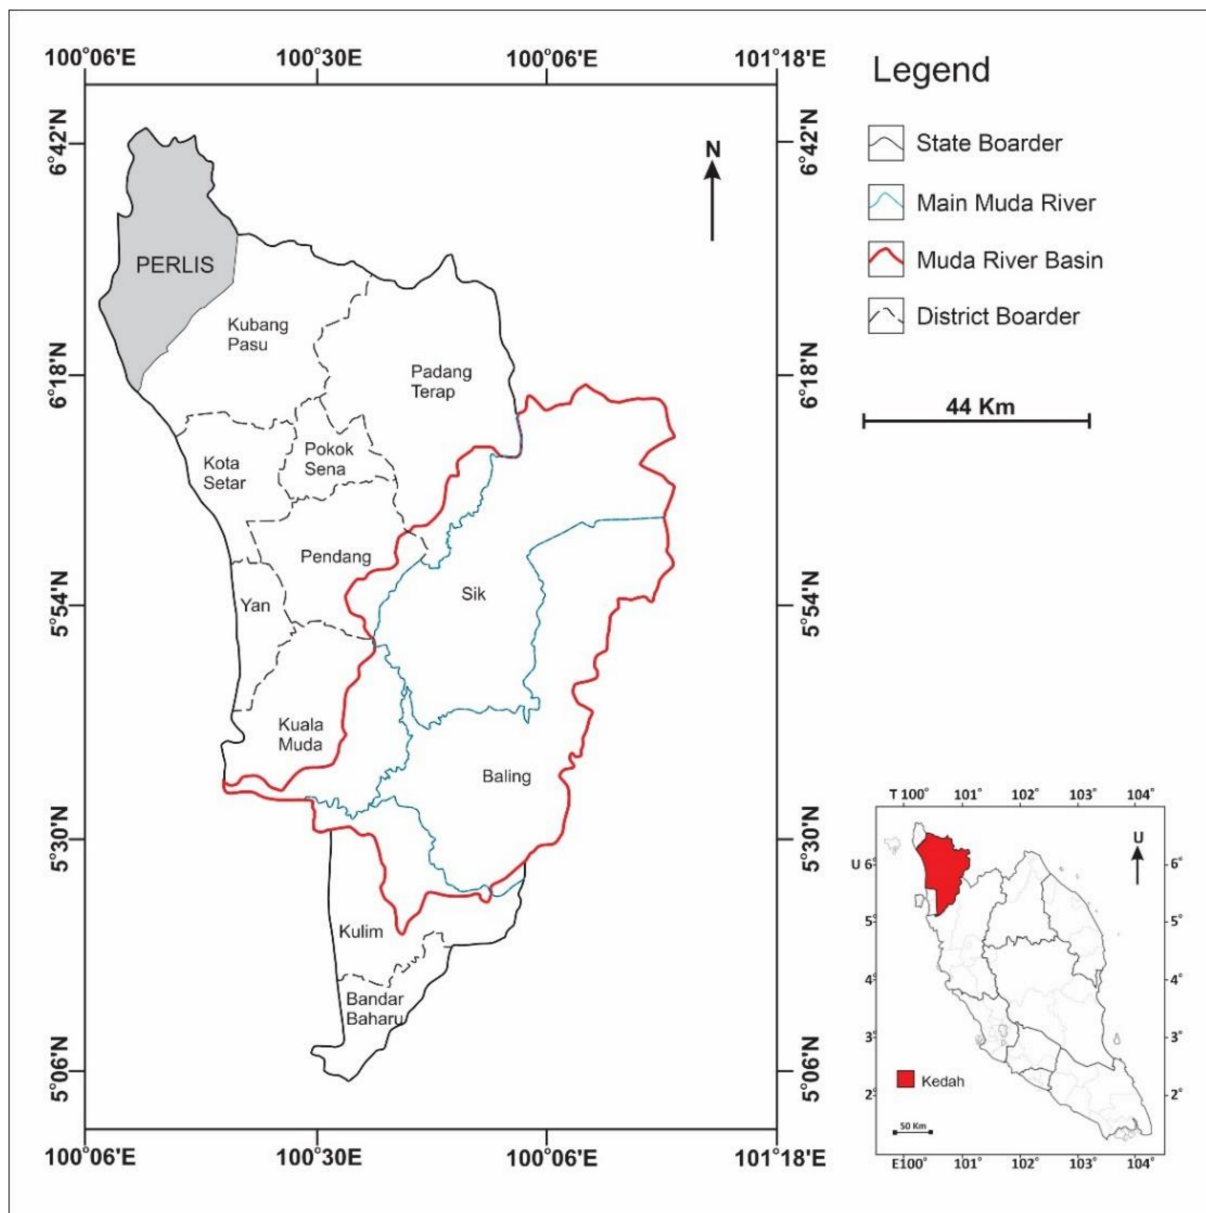 100°06'E 100°30'E 100°06'E 101°18'E
Legend
State Boarder
Main Muda River
Muda River Basin
District Boarder
44 Km
N
6°42'N 6°42'N
6°18'N 6°18'N
5°54'N 5°54'N
5°30'N 5°30'N
5°06'N 5°06'N
PERLIS
Kubang
Pasu
Padang
Terap
Kota
Setar
Pokok
Sena
Pendang
Yan
Sik
Kuala
Muda
Baling
Kulim
Bandar
Baharu
100°06'E 100°30'E 100°06'E 101°18'E
T 100° 101° 102° 103° 104°
U
U 6° 6°
5° 5°
4° 4°
3° 3°
2° 2°
Kedah
50 Km
E100° 101° 102° 103° 104°